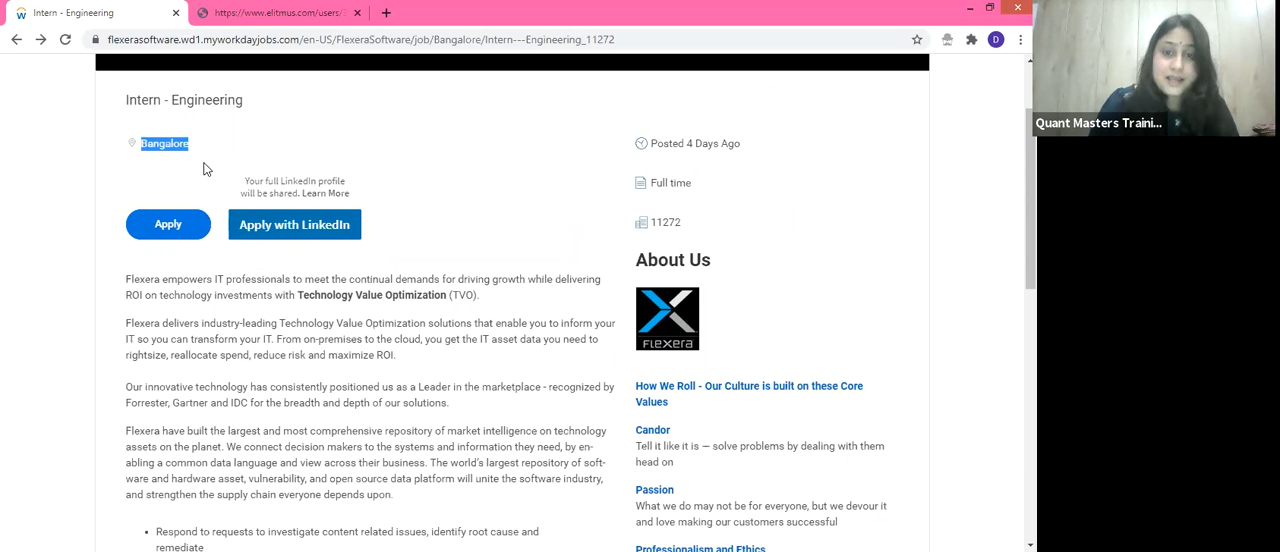 Intern - Engineering
https://www.elitmus.com/users/
flexerasoftware.wd1.myworkdayjobs.com/en-US/FlexeraSoftware/job/Bangalore/Intern---Engineering_11272
D
Quant Masters Traini...
Intern - Engineering
Bangalore
Your full LinkedIn profile
will be shared. Learn More
Apply
Apply with LinkedIn
Flexera empowers IT professionals to meet the continual demands for driving growth while delivering
ROI on technology investments with Technology Value Optimization (TVO).
Flexera delivers industry-leading Technology Value Optimization solutions that enable you to inform your
IT so you can transform your IT. From on-premises to the cloud, you get the IT asset data you need to
rightsize, reallocate spend, reduce risk and maximize ROI.
Our innovative technology has consistently positioned us as a Leader in the marketplace - recognized by
Forrester, Gartner and IDC for the breadth and depth of our solutions.
Flexera have built the largest and most comprehensive repository of market intelligence on technology
assets on the planet. We connect decision makers to the systems and information they need, by en-
abling a common data language and view across their business. The world's largest repository of soft-
ware and hardware asset, vulnerability, and open source data platform will unite the software industry,
and strengthen the supply chain everyone depends upon.
Respond to requests to investigate content related issues, identify root cause and
remediate
Posted 4 Days Ago
Full time
11272
About Us
FLEXERA
How We Roll - Our Culture is built on these Core
Values
Candor
Tell it like it is — solve problems by dealing with them
head on
Passion
What we do may not be for everyone, but we devour it
and love making our customers successful
Professionalism and Ethics